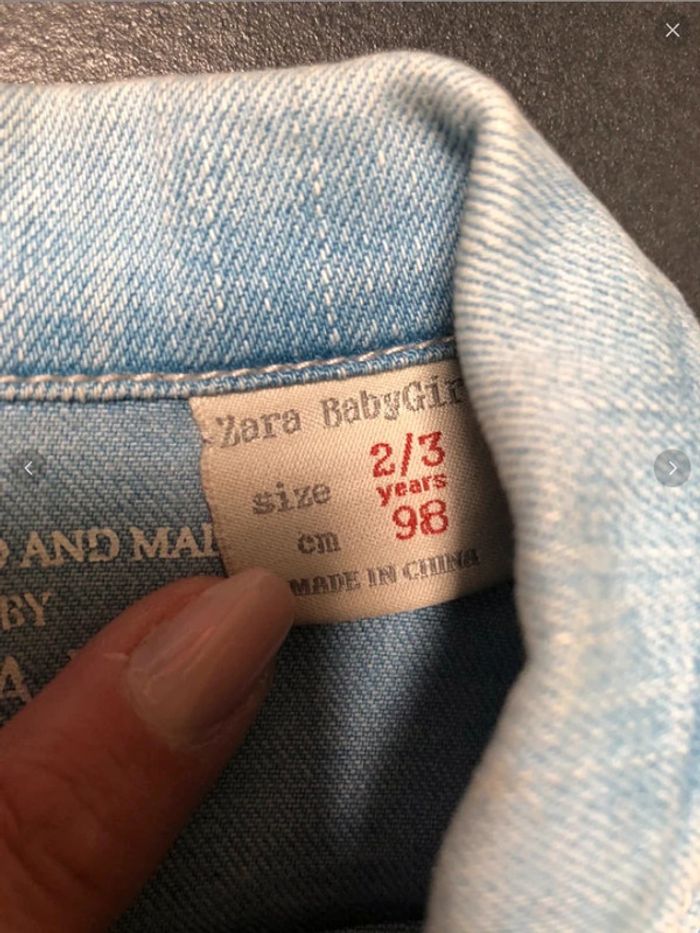 Zara BabyGir
2/3
years
size
98
cm
MADE IN CHINA
AND MA
BY
A